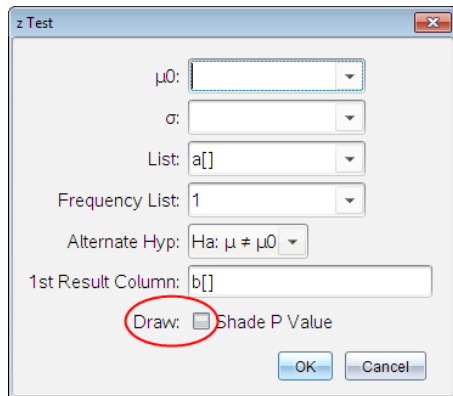 z Test
μ0:
σ:
List: a[]
Frequency List: 1
Alternate Hyp: Ha: μ ≠ μ0
1st Result Column: b[]
Draw: Shade P Value
OK Cancel